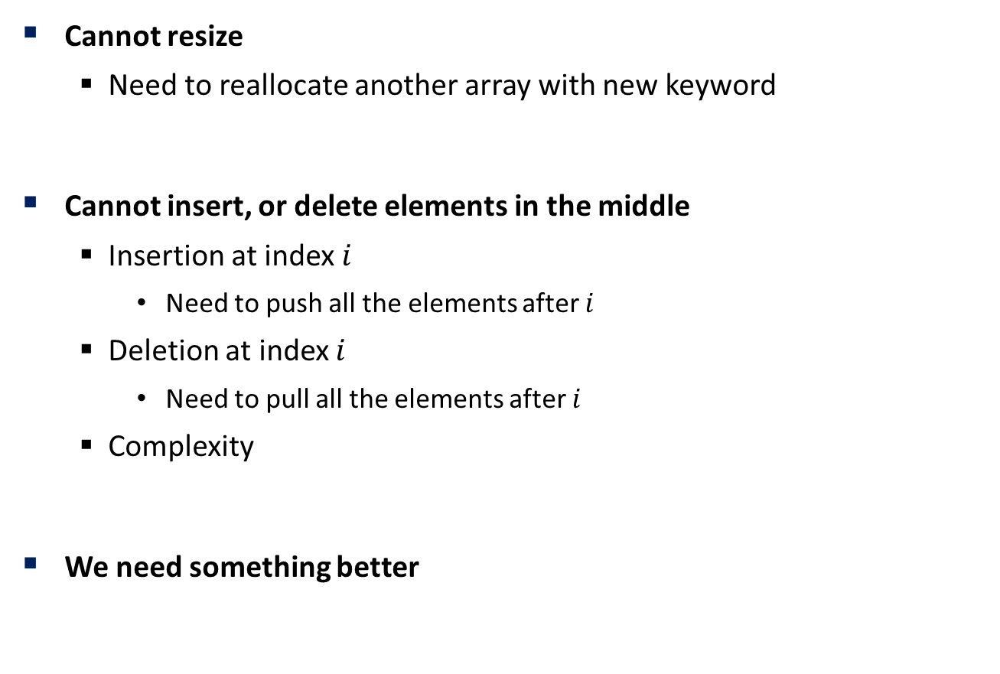 Cannot resize
Need to reallocate another array with new keyword
Cannot insert, or delete elements in the middle
Insertion at index i
Need to push all the elements after i
Deletion at index i
Need to pull all the elements after i
Complexity
We need something better